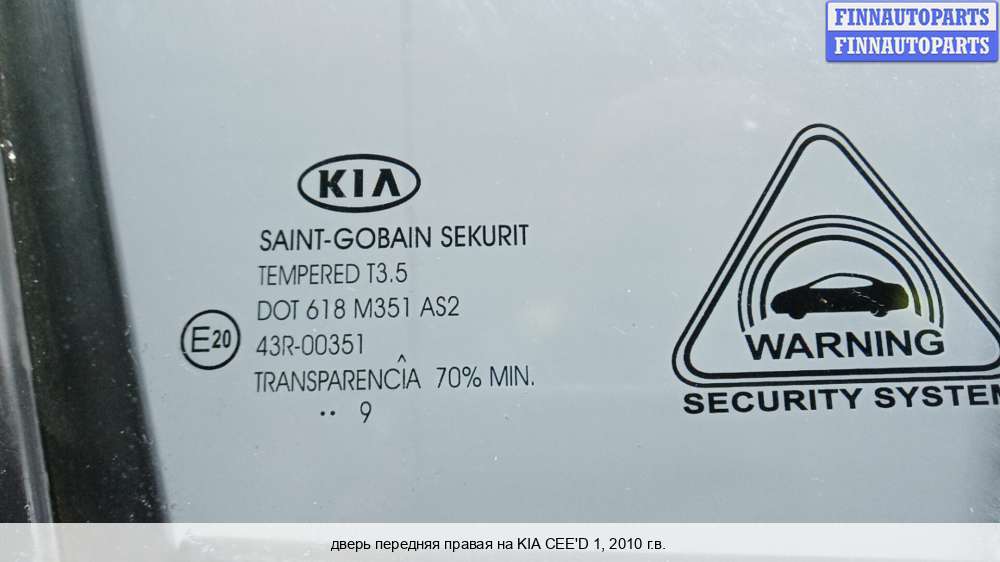 FINNAUTOPARTS
FINNAUTOPARTS
KIA
SAINT-GOBAIN SEKURIT
TEMPERED T3.5
DOT 618 M351 AS2
E20
43R-00351
TRANSPARENCÎA 70% MIN.
·· 9
WARNING
SECURITY SYSTEM
дверь передняя правая на KIA CEE'D 1, 2010 г.в.